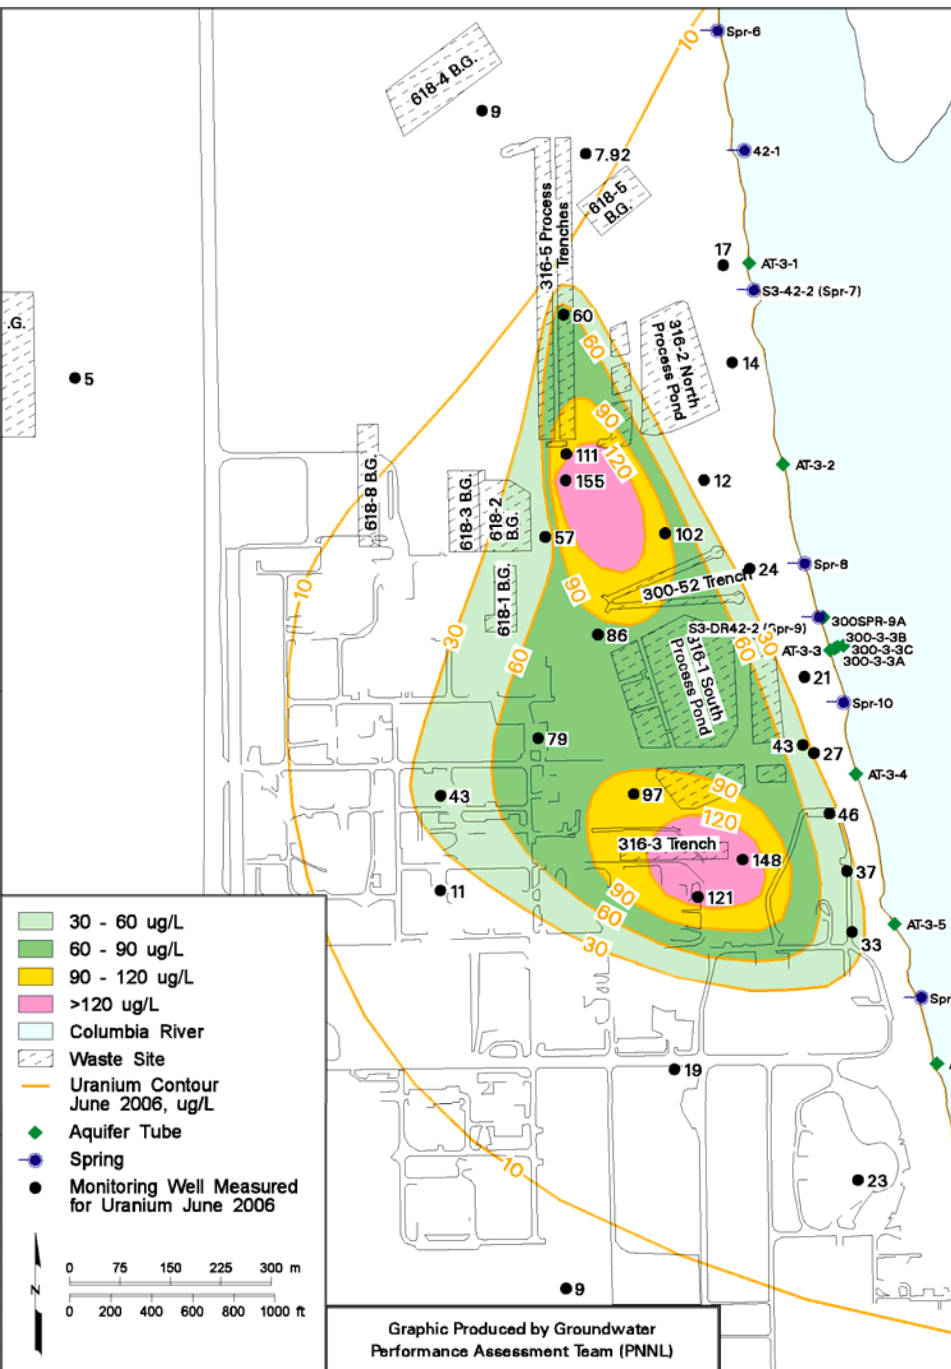 10
Spr-6
618-4 B.G.
9
7.92
42-1
618-5
B.G.
316-5 Process
Trenches
17
AT-3-1
S3-42-2 (Spr-7)
.G.
60
60
316-2 North
Process Pond
14
5
90
120
111
155
AT-3-2
12
618-8 B.G.
618-3 B.G.
618-2
B.G.
57
102
24
Spr-8
300-52 Trench
10
90
618-1 B.G.
30
60
86
S3-DR42-2 (Spr-9)
300SPR-9A
300-3-3B
300-3-3C
300-3-3A
AT-3-3
60
30
316-1 South
Process Pond
21
Spr-10
79
43
27
AT-3-4
43
97
90
120
46
316-3 Trench
148
37
11
90
121
60
30
33
AT-3-5
Spr
30 - 60 ug/L
60 - 90 ug/L
90 - 120 ug/L
>120 ug/L
Columbia River
Waste Site
Uranium Contour
June 2006, ug/L
Aquifer Tube
Spring
Monitoring Well Measured
for Uranium June 2006
N
0 75 150 225 300 m
0 200 400 600 800 1000 ft
19
10
23
9
Graphic Produced by Groundwater
Performance Assessment Team (PNNL)